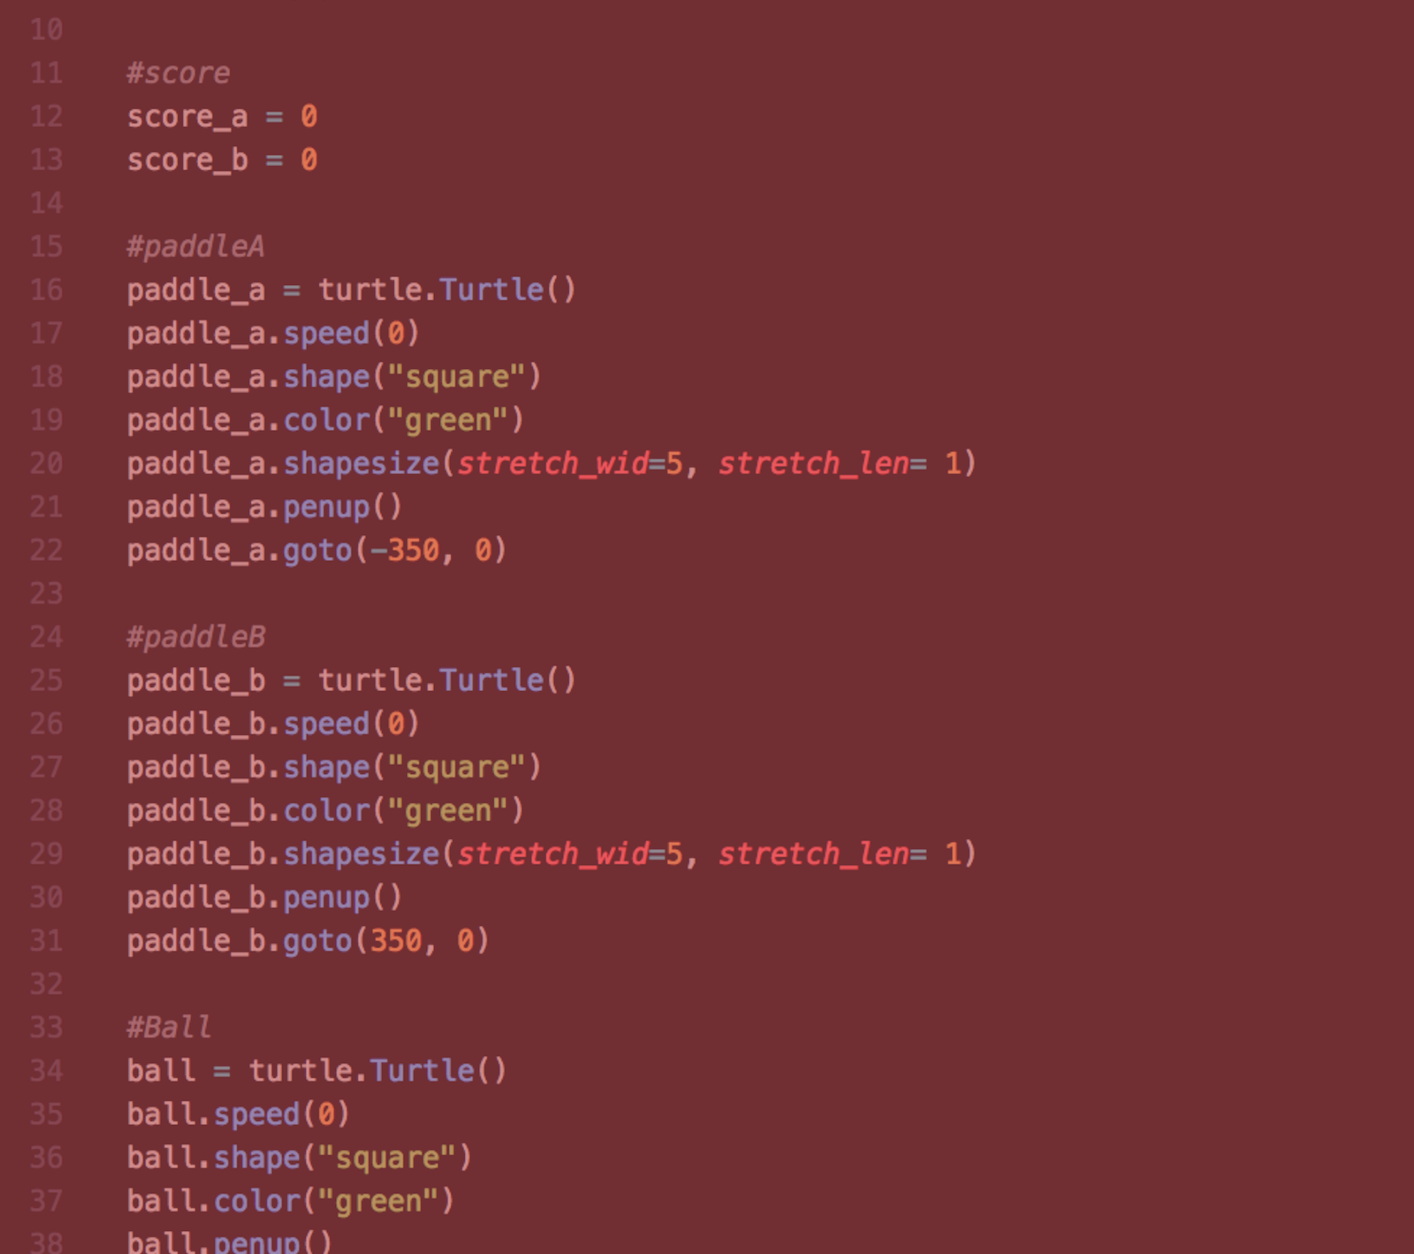 10
11 #score
12 score_a = 0
13 score_b = 0
14
15 #paddleA
16 paddle_a = turtle.Turtle()
17 paddle_a.speed(0)
18 paddle_a.shape("square")
19 paddle_a.color("green")
20 paddle_a.shapesize(stretch_wid=5, stretch_len= 1)
21 paddle_a.penup()
22 paddle_a.goto(-350, 0)
23
24 #paddleB
25 paddle_b = turtle.Turtle()
26 paddle_b.speed(0)
27 paddle_b.shape("square")
28 paddle_b.color("green")
29 paddle_b.shapesize(stretch_wid=5, stretch_len= 1)
30 paddle_b.penup()
31 paddle_b.goto(350, 0)
32
33 #Ball
34 ball = turtle.Turtle()
35 ball.speed(0)
36 ball.shape("square")
37 ball.color("green")
38 ball.penup()